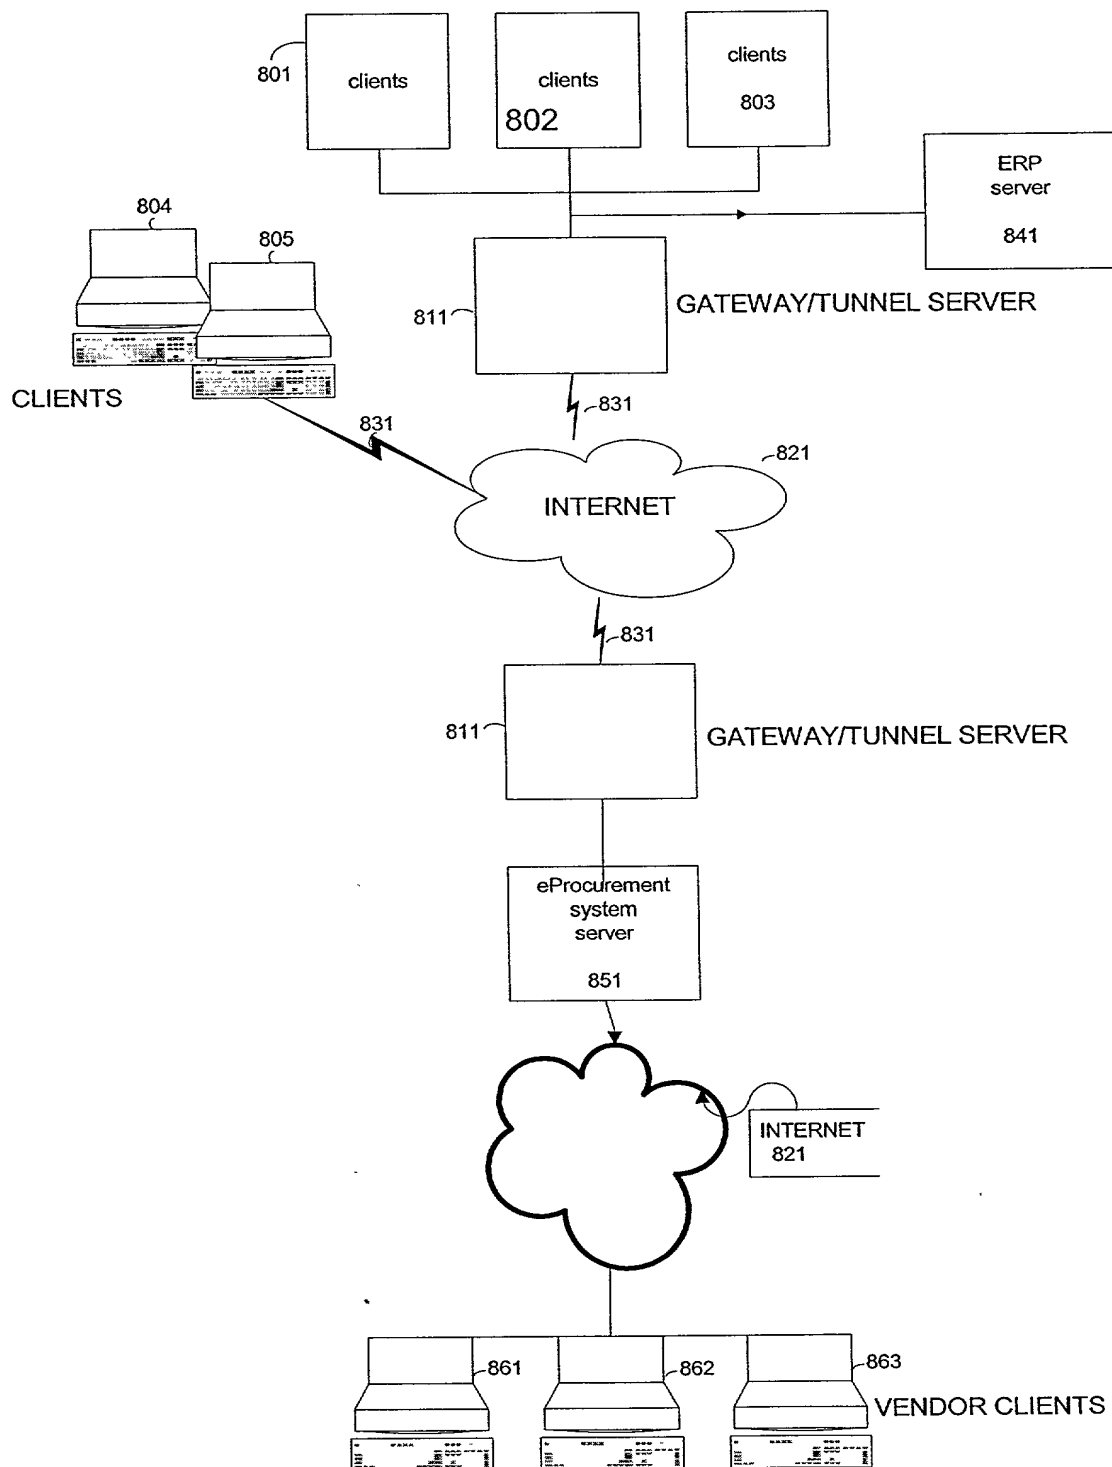 801
clients
clients
802
clients
803
ERP
server
841
804
805
CLIENTS
811
GATEWAY/TUNNEL SERVER
831
831
821
INTERNET
831
811
GATEWAY/TUNNEL SERVER
eProcurement
system
server
851
INTERNET
821
861
862
863
VENDOR CLIENTS